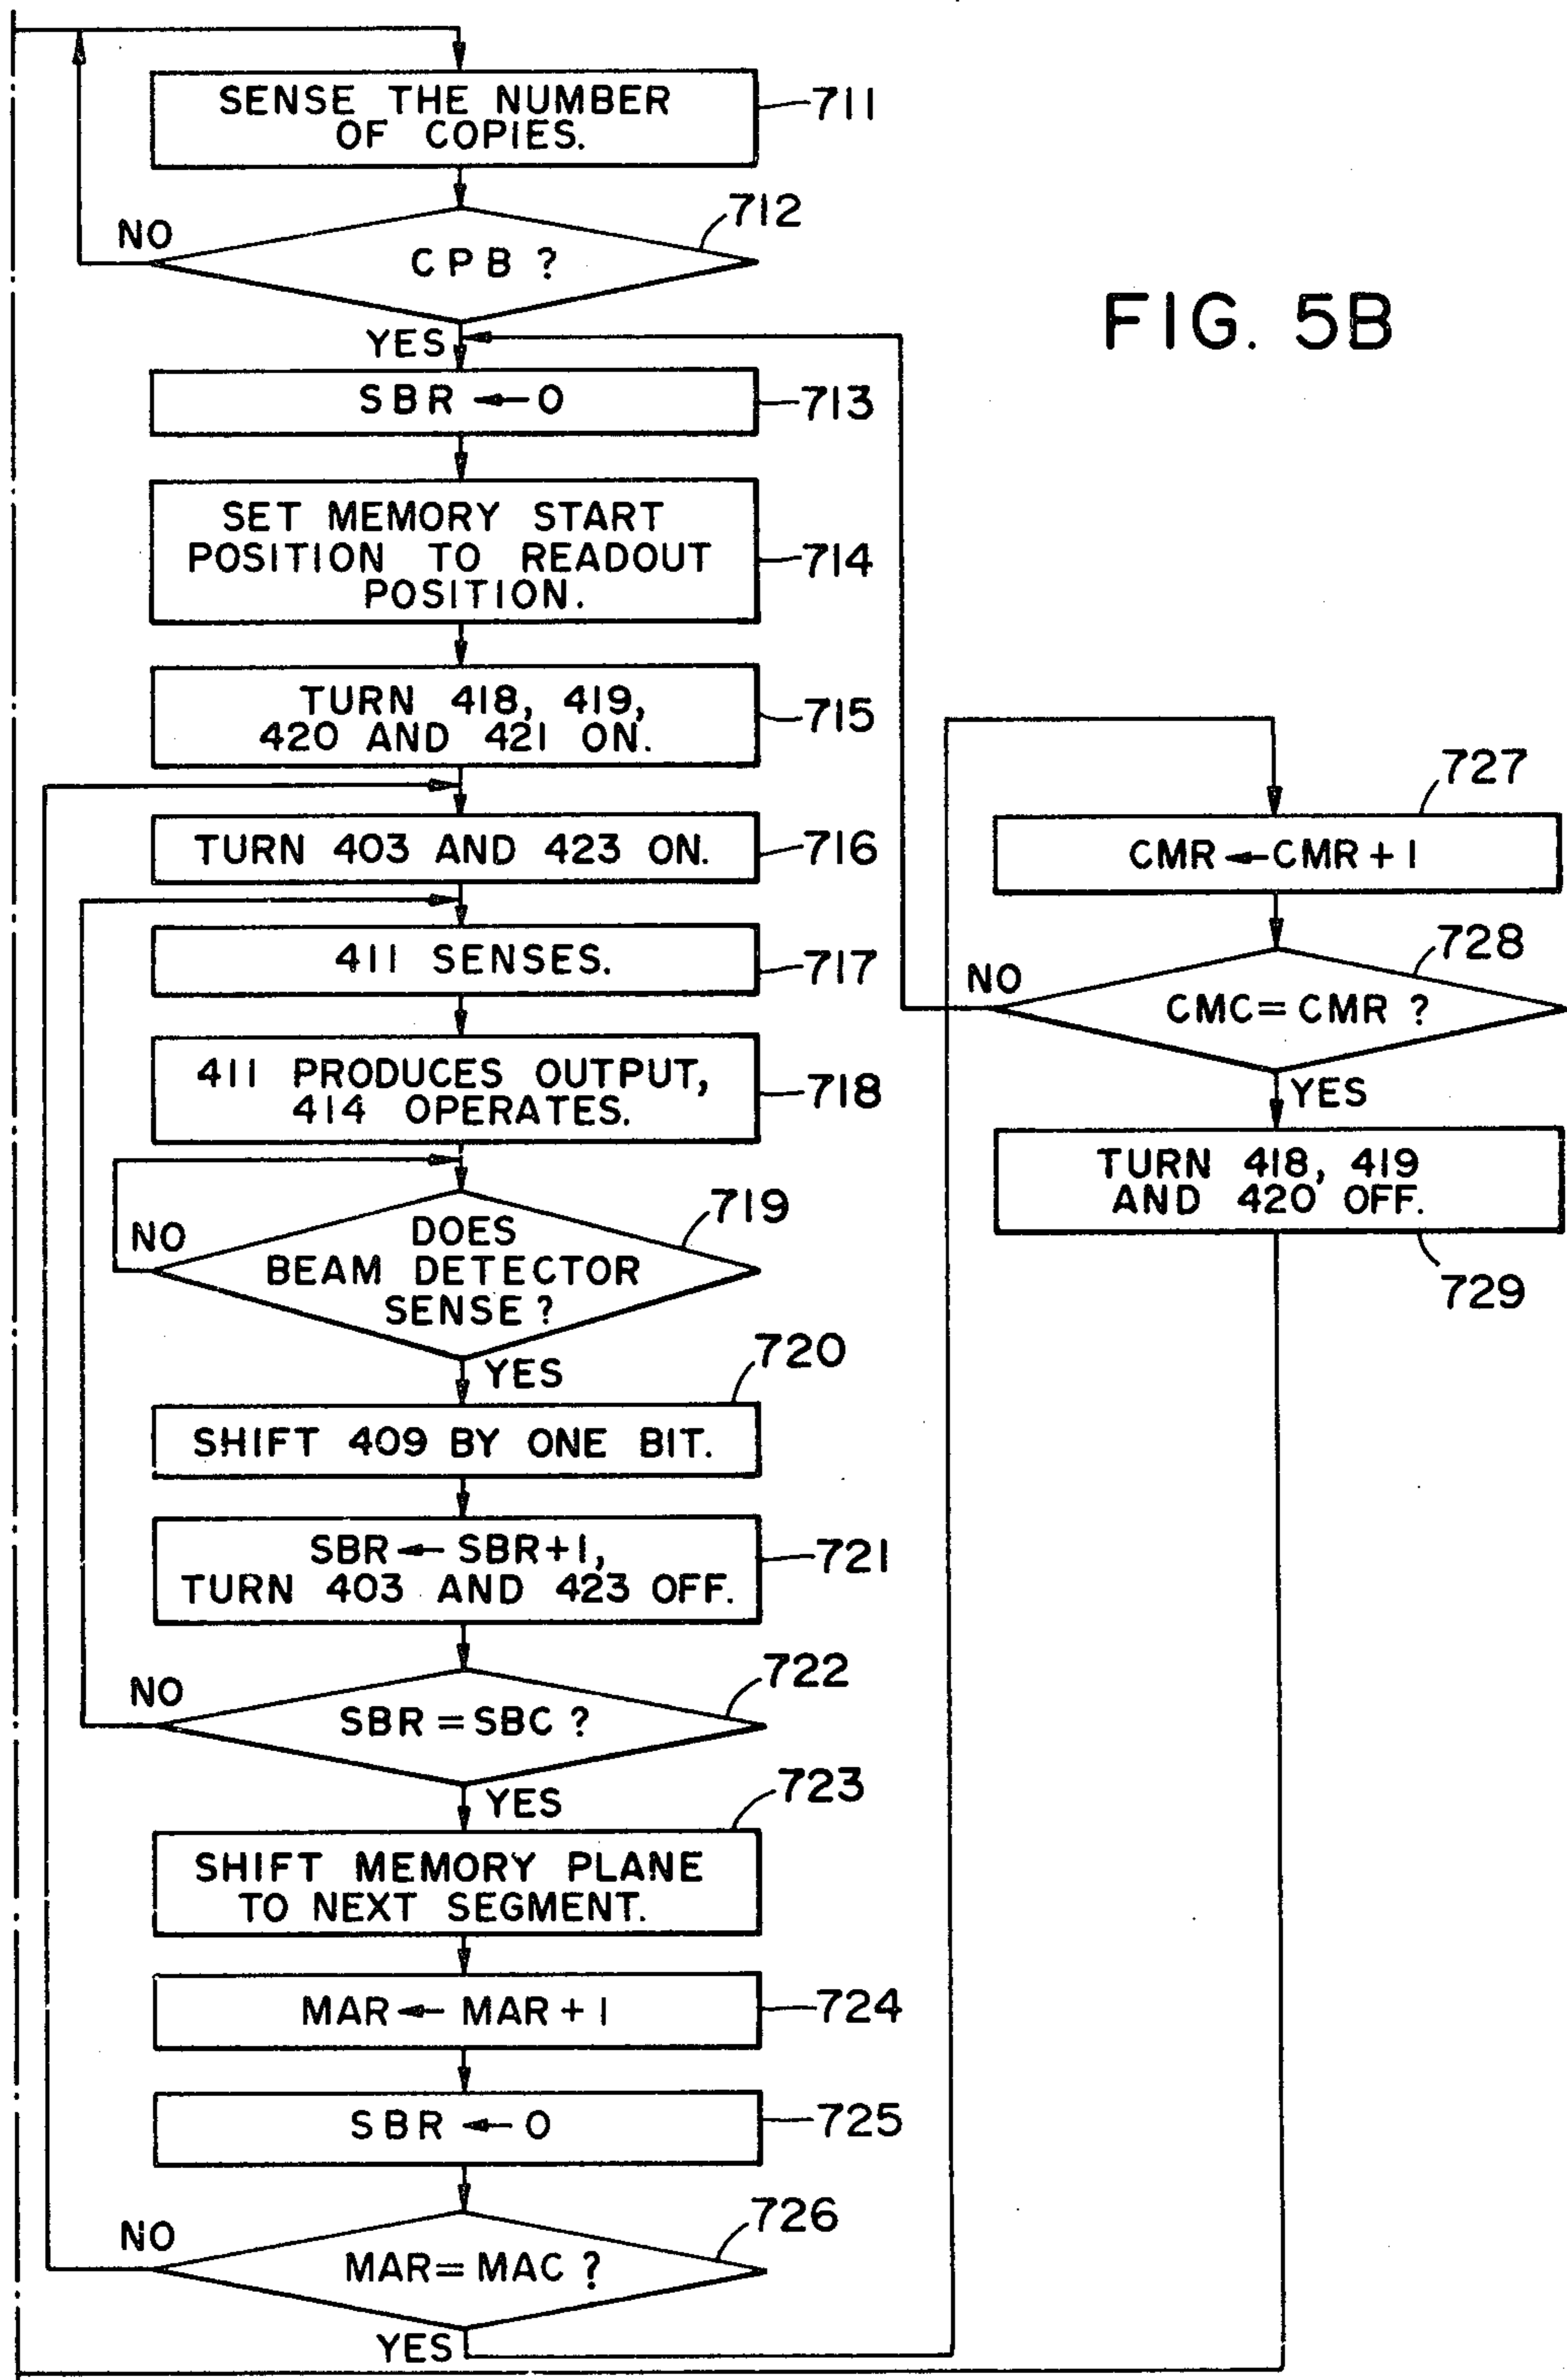 SENSE THE NUMBER
OF COPIES.
711
712
NO
CPB ?
FIG. 5B
YES
SBR ← 0
713
SET MEMORY START
POSITION TO READOUT
POSITION.
714
TURN 418, 419,
420 AND 421 ON.
715
TURN 403 AND 423 ON.
716
411 SENSES.
717
411 PRODUCES OUTPUT,
414 OPERATES.
718
719
NO
DOES
BEAM DETECTOR
SENSE ?
YES
720
SHIFT 409 BY ONE BIT.
SBR ← SBR+1,
TURN 403 AND 423 OFF.
721
722
NO
SBR = SBC ?
YES
723
SHIFT MEMORY PLANE
TO NEXT SEGMENT.
MAR ← MAR + 1
724
SBR ← 0
725
726
NO
MAR = MAC ?
YES
727
CMR ← CMR + 1
728
NO
CMC = CMR ?
YES
TURN 418, 419
AND 420 OFF.
729